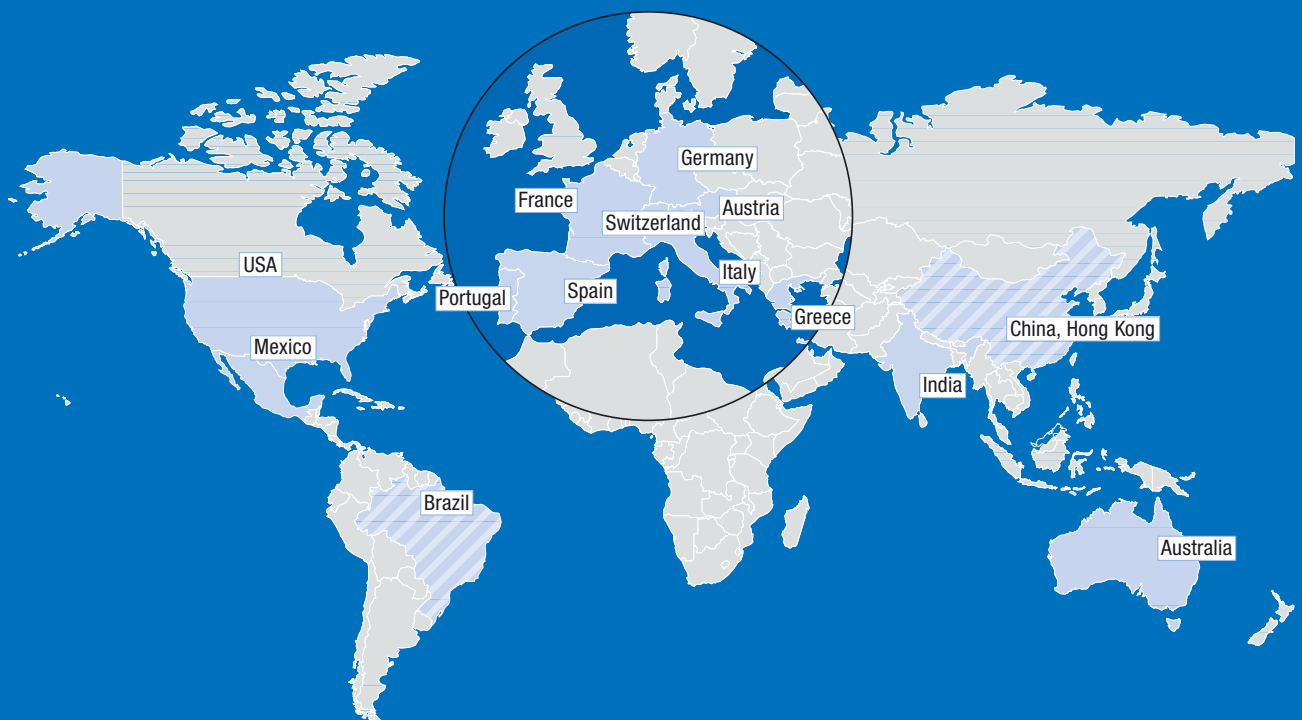 Germany
France
Austria
Switzerland
USA
Italy
Portugal
Spain
Greece
China, Hong Kong
Mexico
India
Brazil
Australia